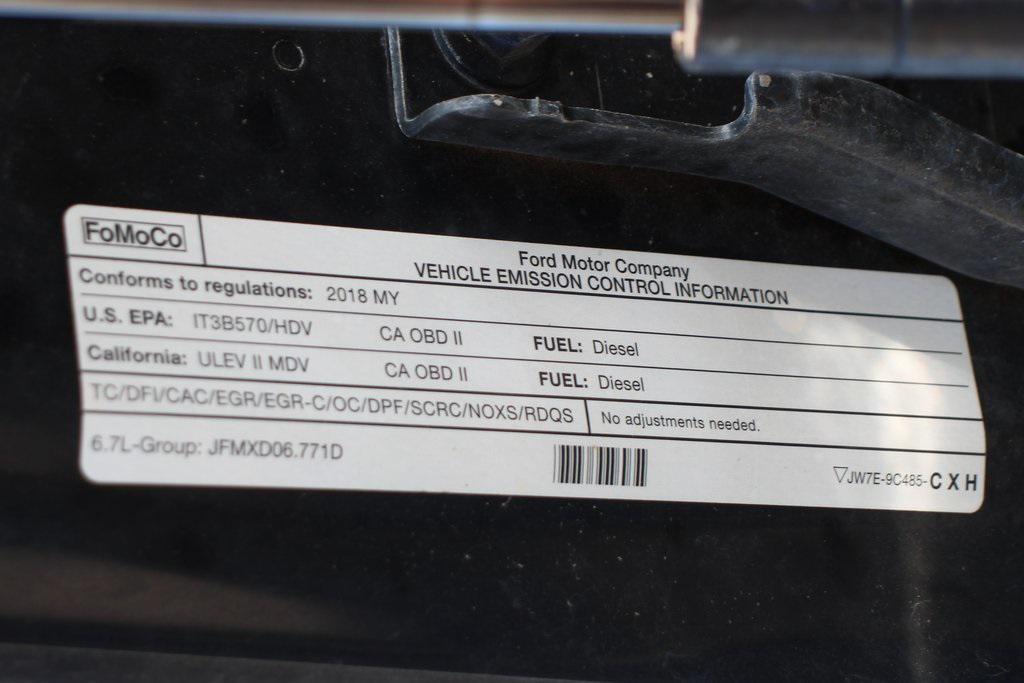 FoMoCo
Ford Motor Company
VEHICLE EMISSION CONTROL INFORMATION
Conforms to regulations: 2018 MY
U.S. EPA: IT3B570/HDV CA OBD II FUEL: Diesel
California: ULEV II MDV CA OBD II FUEL: Diesel
TC/DFI/CAC/EGR/EGR-C/OC/DPF/SCRC/NOXS/RDQS No adjustments needed.
6.7L-Group: JFMXD06.771D
▽JW7E-9C485-CXH